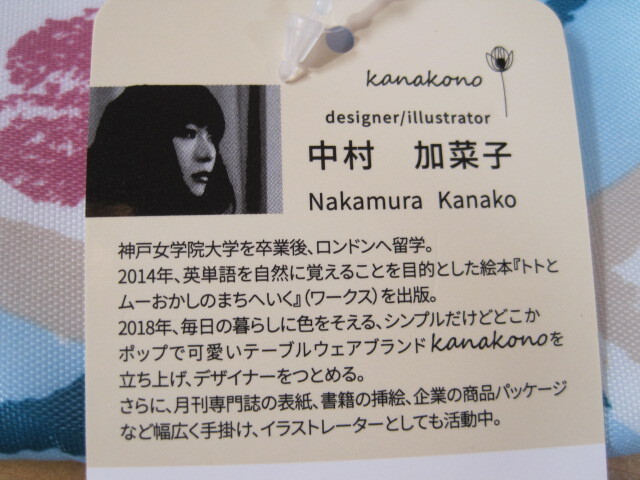 kanakono
designer/illustrator
中村　加菜子
Nakamura Kanako
神戸女学院大学を卒業後、ロンドンへ留学。
2014年、英単語を自然に覚えることを目的とした絵本『トトと
ムーおかしのまちへいく』(ワークス)を出版。
2018年、毎日の暮らしに色をそえる、シンプルだけどどこか
ポップで可愛いテーブルウェアブランドkanakonoを
立ち上げ、デザイナーをつとめる。
さらに、月刊専門誌の表紙、書籍の挿絵、企業の商品パッケージ
など幅広く手掛け、イラストレーターとしても活動中。